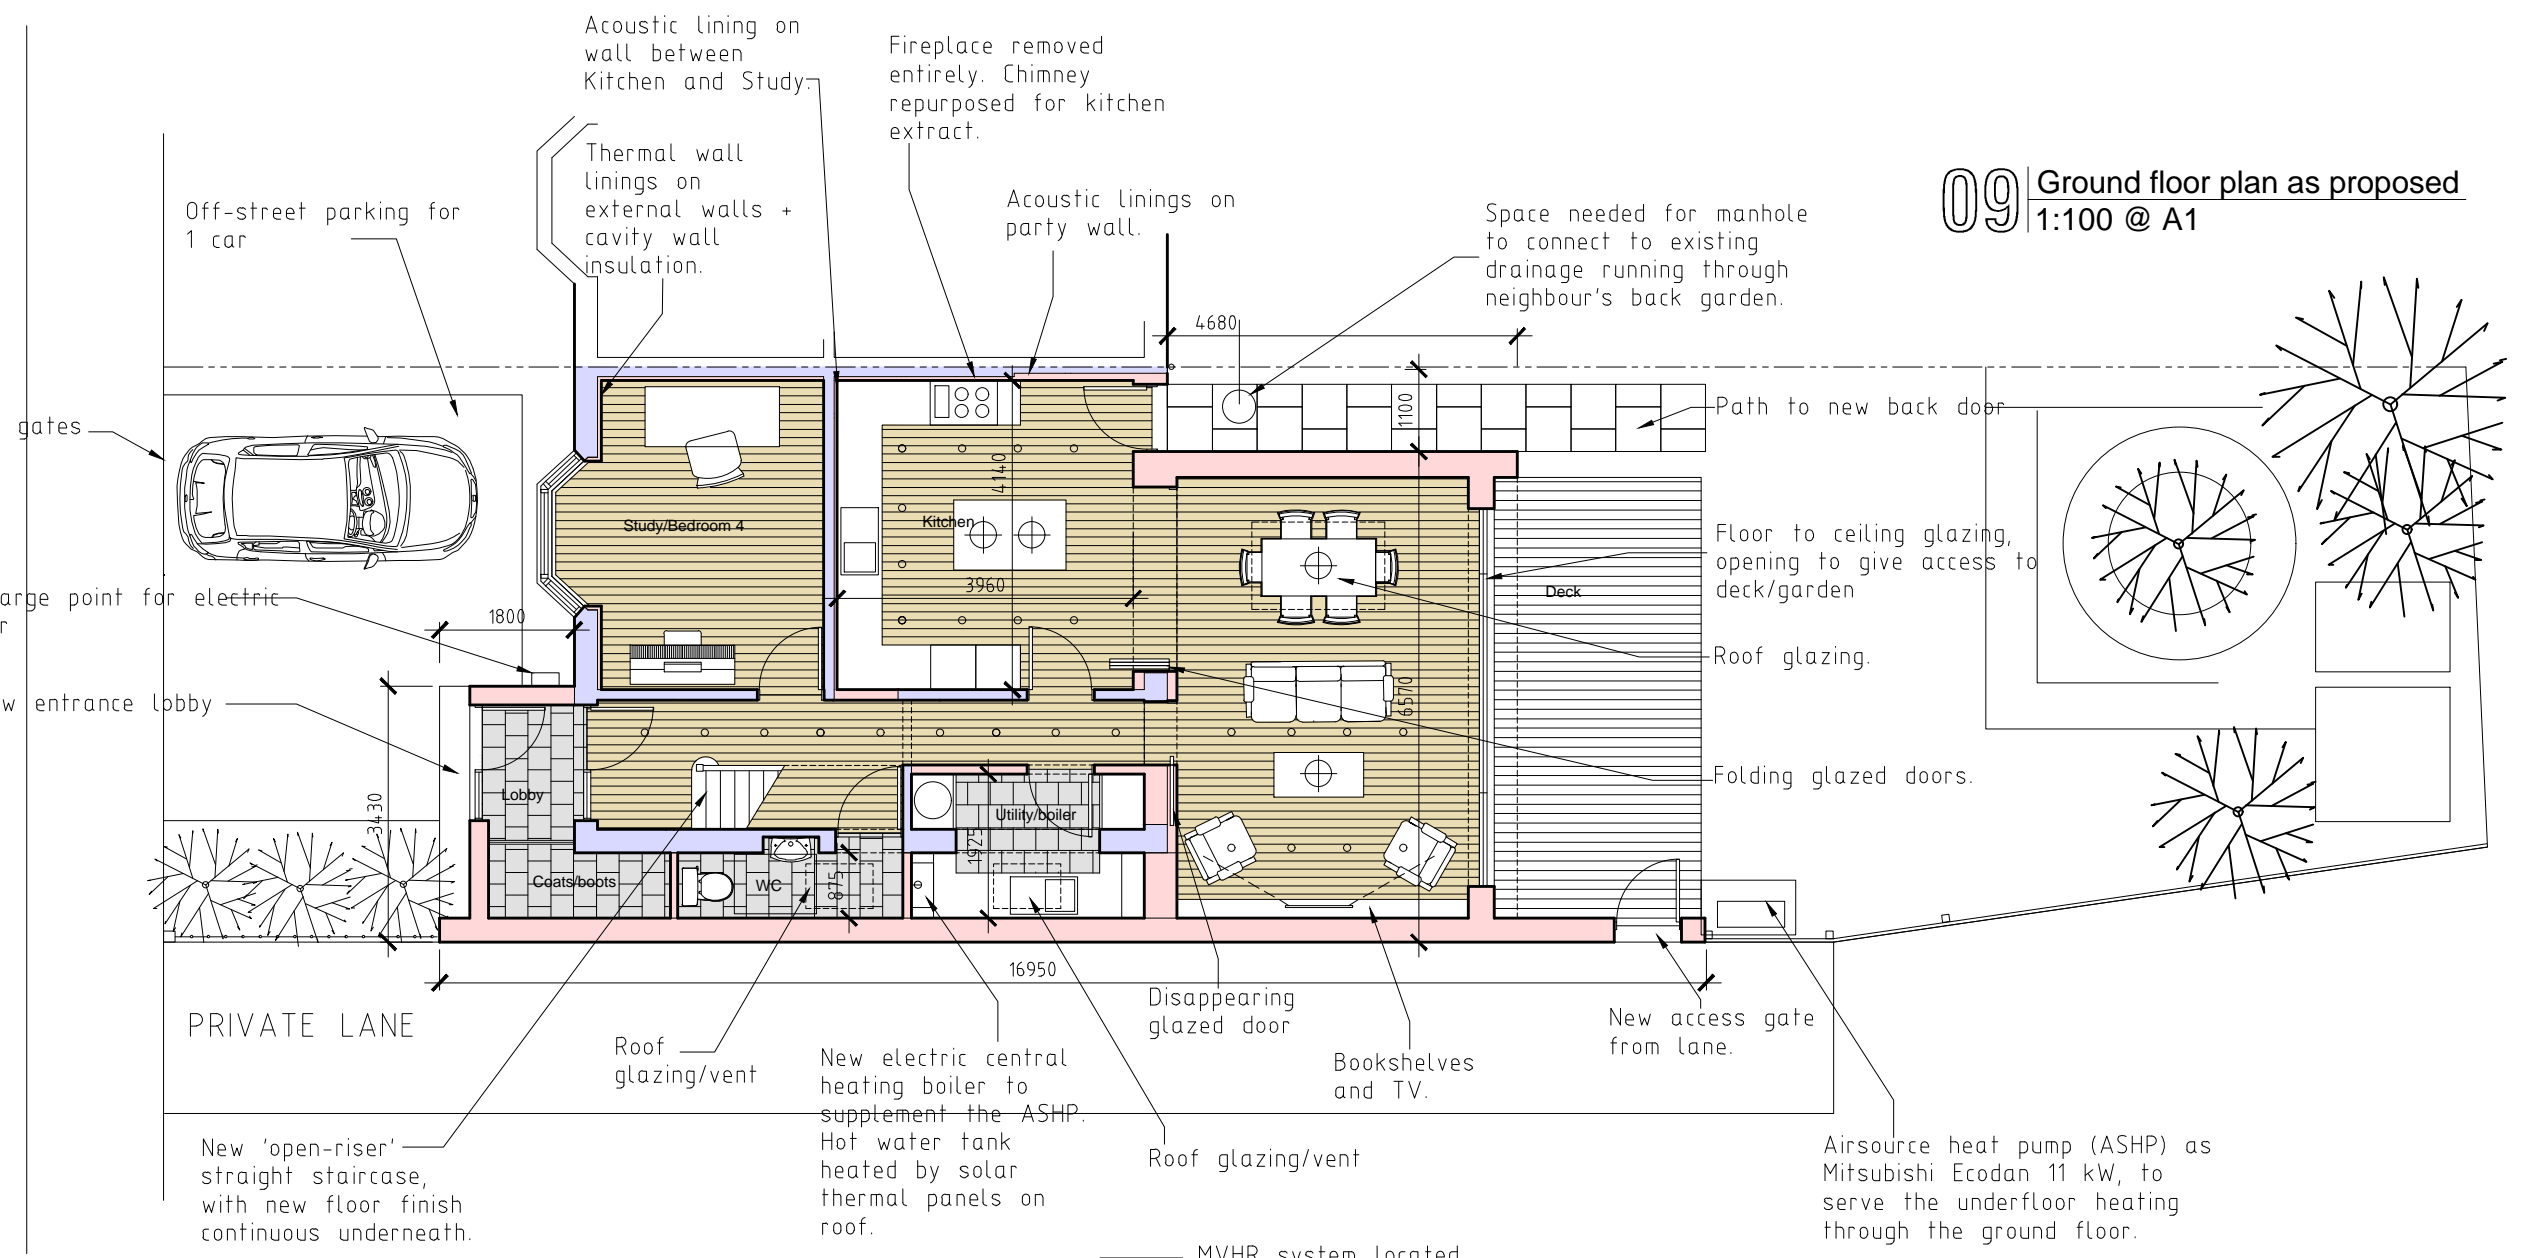 Acoustic lining on
wall between
Kitchen and Study.
Fireplace removed
entirely. Chimney
repurposed for kitchen
extract.
Thermal wall
linings on
external walls +
cavity wall
insulation.
Acoustic linings on
party wall.
Off-street parking for
1 car
Space needed for manhole
to connect to existing
drainage running through
neighbour's back garden.
09
Ground floor plan as proposed
1:100 @ A1
4680
1100
gates
Path to new back door
4140
Study/Bedroom 4
Kitchen
3960
Floor to ceiling glazing,
opening to give access to
deck/garden
Deck
arge point for electric
r
1800
Roof glazing.
w entrance lobby
6570
Folding glazed doors.
Lobby
3430
Utility/boiler
1925
Coats/boots
WC
875
16950
PRIVATE LANE
Disappearing
glazed door
New access gate
from lane.
Roof
glazing/vent
New electric central
heating boiler to
supplement the ASHP.
Hot water tank
heated by solar
thermal panels on
roof.
Bookshelves
and TV.
Roof glazing/vent
New 'open-riser'
straight staircase,
with new floor finish
continuous underneath.
Airsource heat pump (ASHP) as
Mitsubishi Ecodan 11 kW, to
serve the underfloor heating
through the ground floor.
MVHR system located